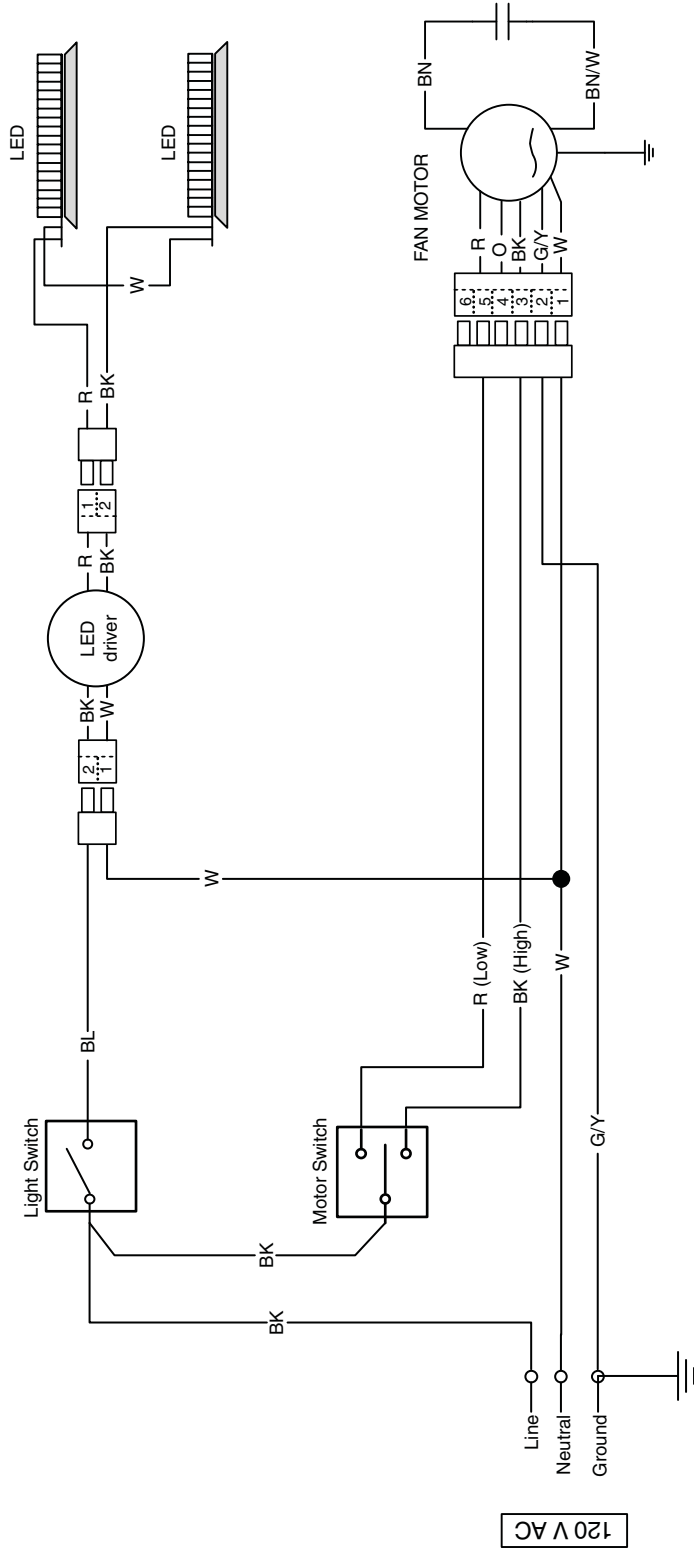 LED
LED
W
R
BK
1
2
R
BK
LED
driver
BK
W
2
1
W
BL
Light Switch
BK
BK
Motor Switch
FAN MOTOR
BN
BN/W
R
O
BK
G/Y
W
6
5
4
3
2
1
R (Low)
BK (High)
W
G/Y
Line
Neutral
Ground
120 V AC